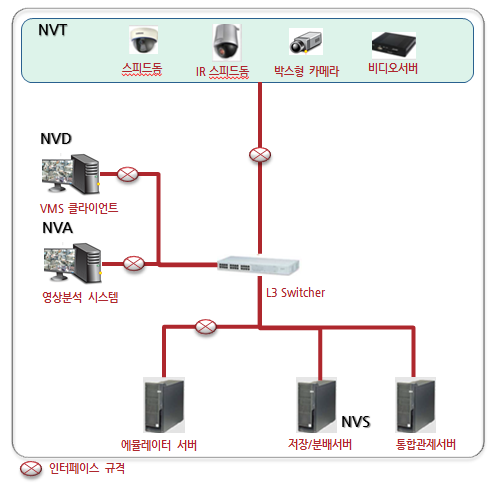 NVT
스피드돔
IR 스피드돔
박스형 카메라
비디오서버
NVD
VMS 클라이언트
NVA
영상분석 시스템
L3 Switcher
NVS
에뮬레이터 서버
저장/분배서버
통합관제서버
인터페이스 규격